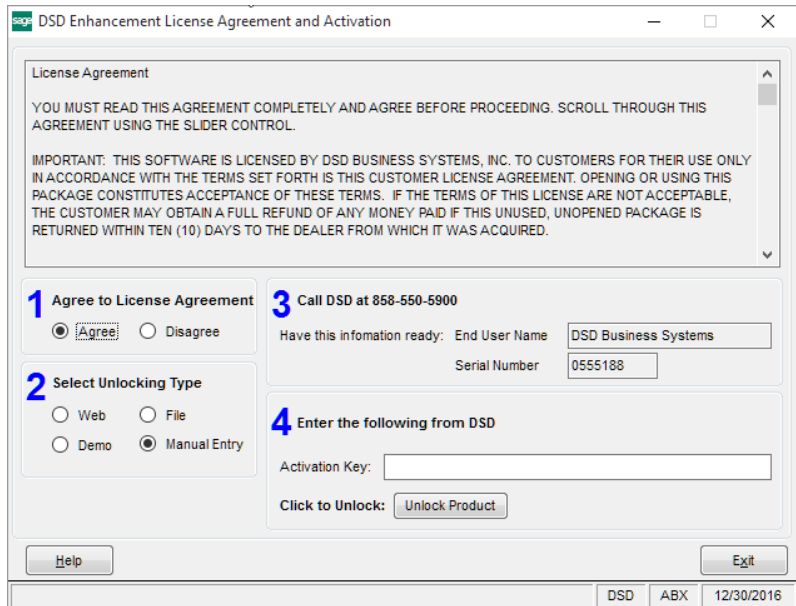 sage DSD Enhancement License Agreement and Activation
License Agreement
YOU MUST READ THIS AGREEMENT COMPLETELY AND AGREE BEFORE PROCEEDING. SCROLL THROUGH THIS
AGREEMENT USING THE SLIDER CONTROL.
IMPORTANT: THIS SOFTWARE IS LICENSED BY DSD BUSINESS SYSTEMS, INC. TO CUSTOMERS FOR THEIR USE ONLY
IN ACCORDANCE WITH THE TERMS SET FORTH IS THIS CUSTOMER LICENSE AGREEMENT. OPENING OR USING THIS
PACKAGE CONSTITUTES ACCEPTANCE OF THESE TERMS. IF THE TERMS OF THIS LICENSE ARE NOT ACCEPTABLE,
THE CUSTOMER MAY OBTAIN A FULL REFUND OF ANY MONEY PAID IF THIS UNUSED, UNOPENED PACKAGE IS
RETURNED WITHIN TEN (10) DAYS TO THE DEALER FROM WHICH IT WAS ACQUIRED.
1 Agree to License Agreement
Agree Disagree
2 Select Unlocking Type
Web File
Demo Manual Entry
3 Call DSD at 858-550-5900
Have this infomation ready: End User Name DSD Business Systems
Serial Number 0555188
4 Enter the following from DSD
Activation Key:
Click to Unlock: Unlock Product
Help Exit
DSD ABX 12/30/2016